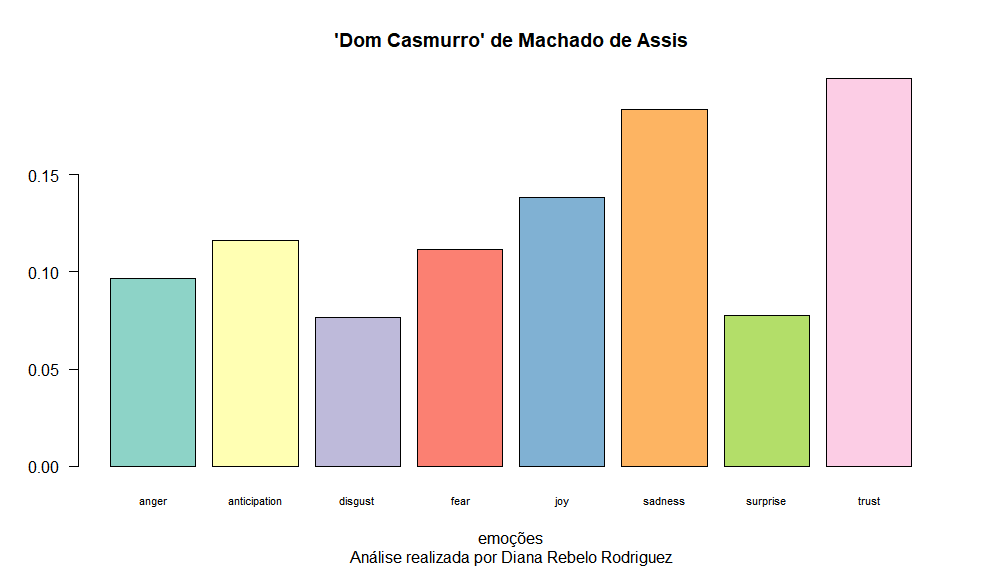 'Dom Casmurro' de Machado de Assis
0.15
0.10
0.05
0.00
anger anticipation disgust fear joy sadness surprise trust
emoções
Análise realizada por Diana Rebelo Rodriguez